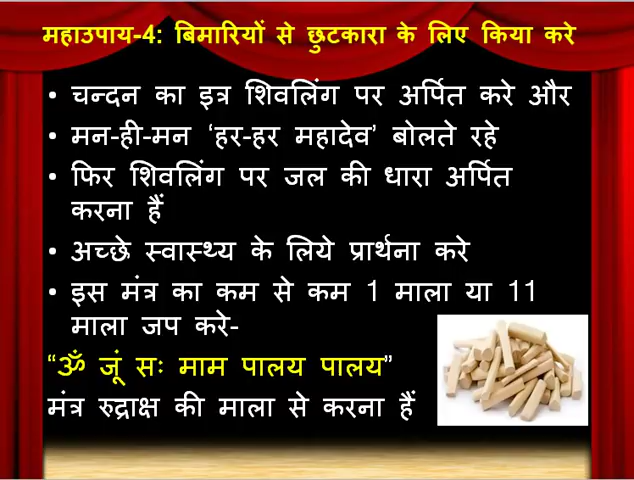 महाउपाय-4: बिमारियों से छुटकारा के लिए किया करे
• चन्दन का इत्र शिवलिंग पर अर्पित करे और
• मन-ही-मन ‘हर-हर महादेव’ बोलते रहे
• फिर शिवलिंग पर जल की धारा अर्पित
करना हैं
• अच्छे स्वास्थ्य के लिये प्रार्थना करे
• इस मंत्र का कम से कम 1 माला या 11
माला जप करे-
“ॐ जूं सः माम पालय पालय”
मंत्र रुद्राक्ष की माला से करना हैं